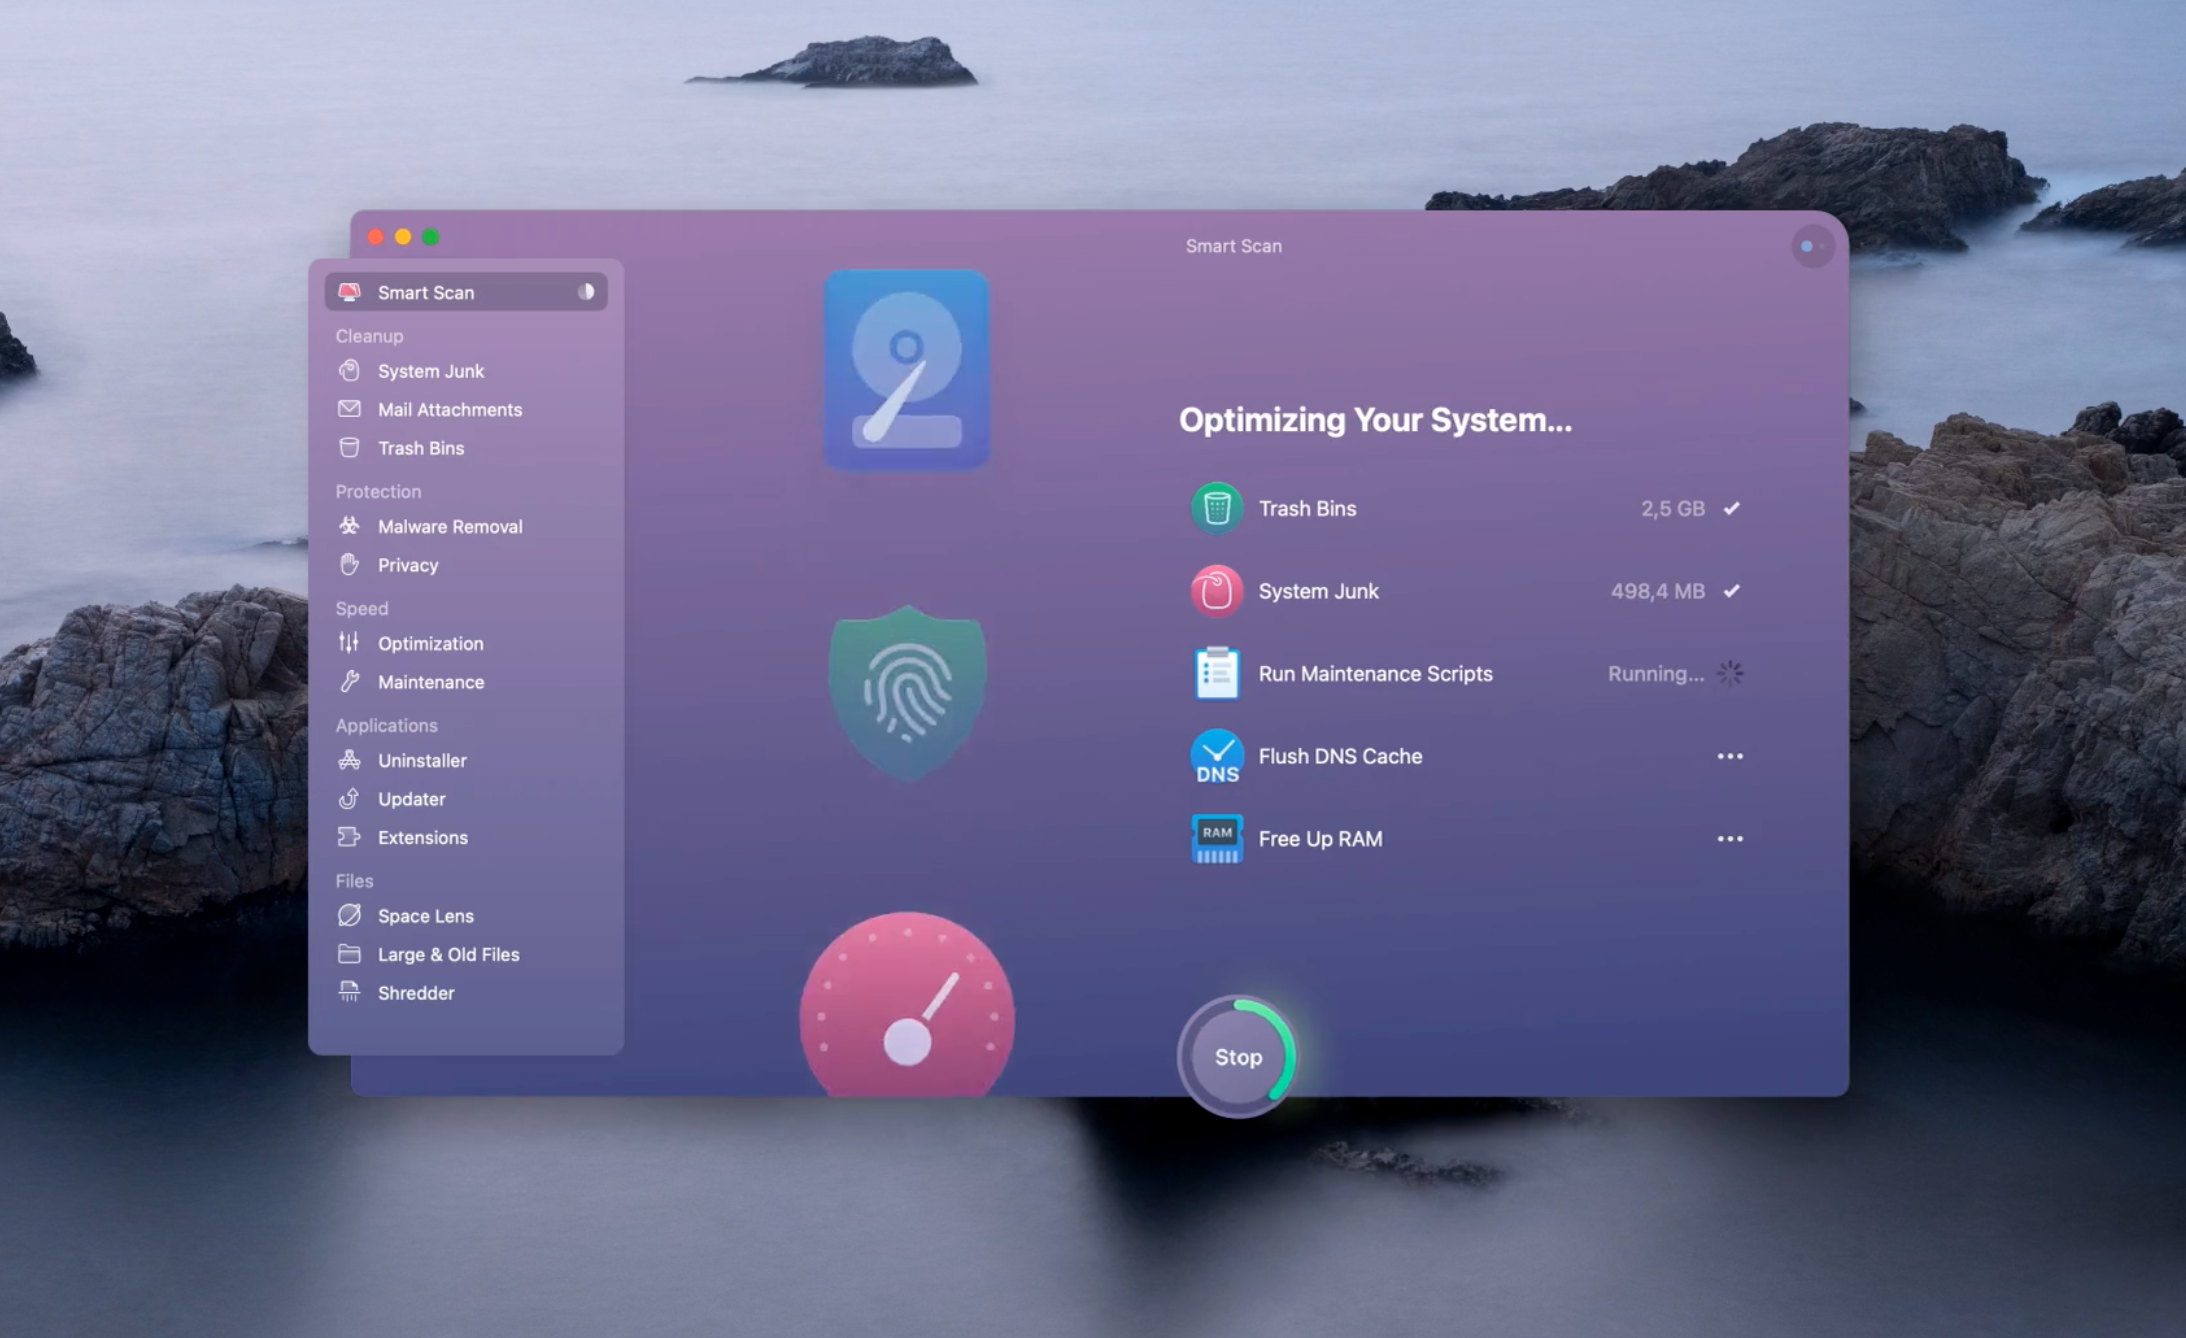 Smart Scan
Smart Scan
Cleanup
System Junk
Mail Attachments
Trash Bins
Protection
Malware Removal
Privacy
Speed
Optimization
Maintenance
Applications
Uninstaller
Updater
Extensions
Files
Space Lens
Large & Old Files
Shredder
Optimizing Your System...
Trash Bins 2,5 GB
System Junk 498,4 MB
Run Maintenance Scripts Running...
DNS Flush DNS Cache
RAM Free Up RAM
Stop